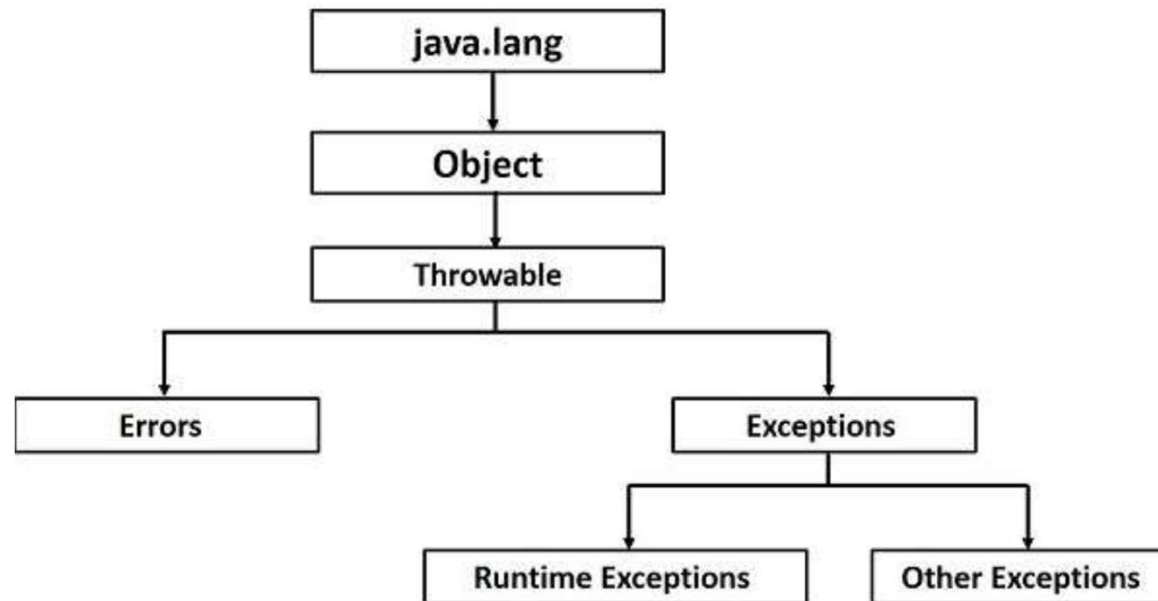 java.lang
Object
Throwable
Errors
Exceptions
Runtime Exceptions
Other Exceptions